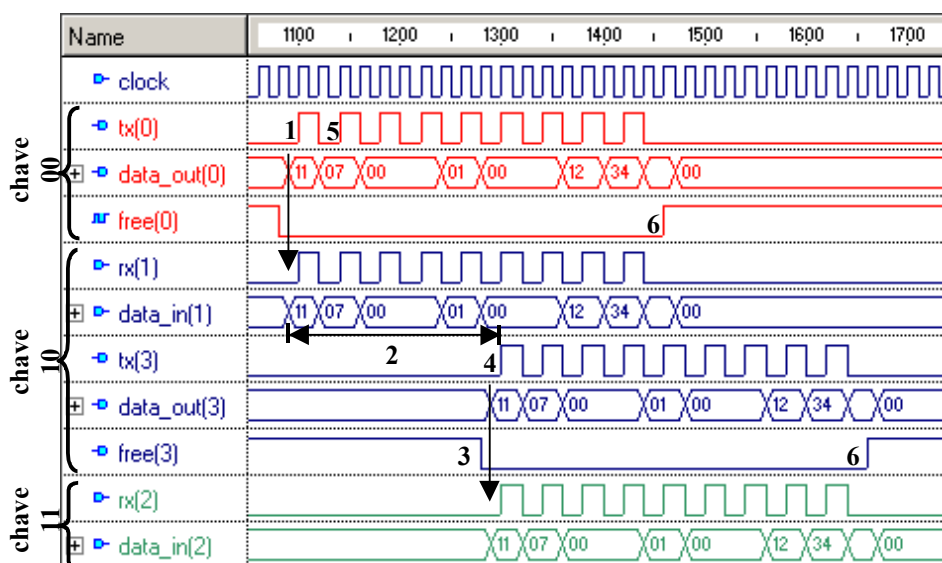 Name 1100 1200 1300 1400 1500 1600 1700
clock
chave 00
tx(0) 1 5
data_out(0) 11 07 00 01 00 12 34 00
free(0) 6
chave 10
rx(1)
data_in(1) 11 07 00 01 00 12 34 00
2
tx(3) 4
data_out(3) 11 07 00 01 00 12 34 00
free(3) 3 6
chave 11
rx(2)
data_in(2) 11 07 00 01 00 12 34 00